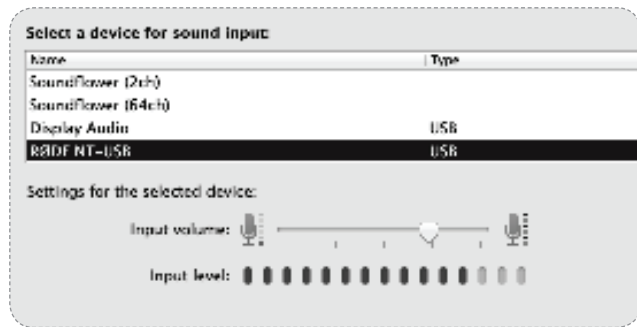 Select a device for sound input:
Name Type
Soundflower (2ch)
Soundflower (64ch)
Display Audio USB
RØDE NT-USB USB
Settings for the selected device:
Input volume:
Input level: